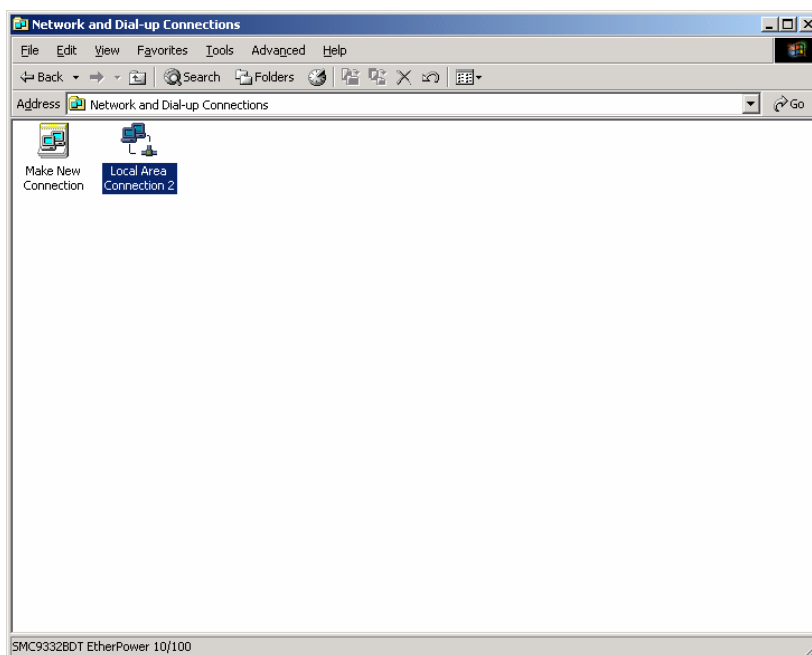 Network and Dial-up Connections
File Edit View Favorites Tools Advanced Help
Back Search Folders
Address Network and Dial-up Connections Go
Make New
Connection
Local Area
Connection 2
SMC9332BDT EtherPower 10/100